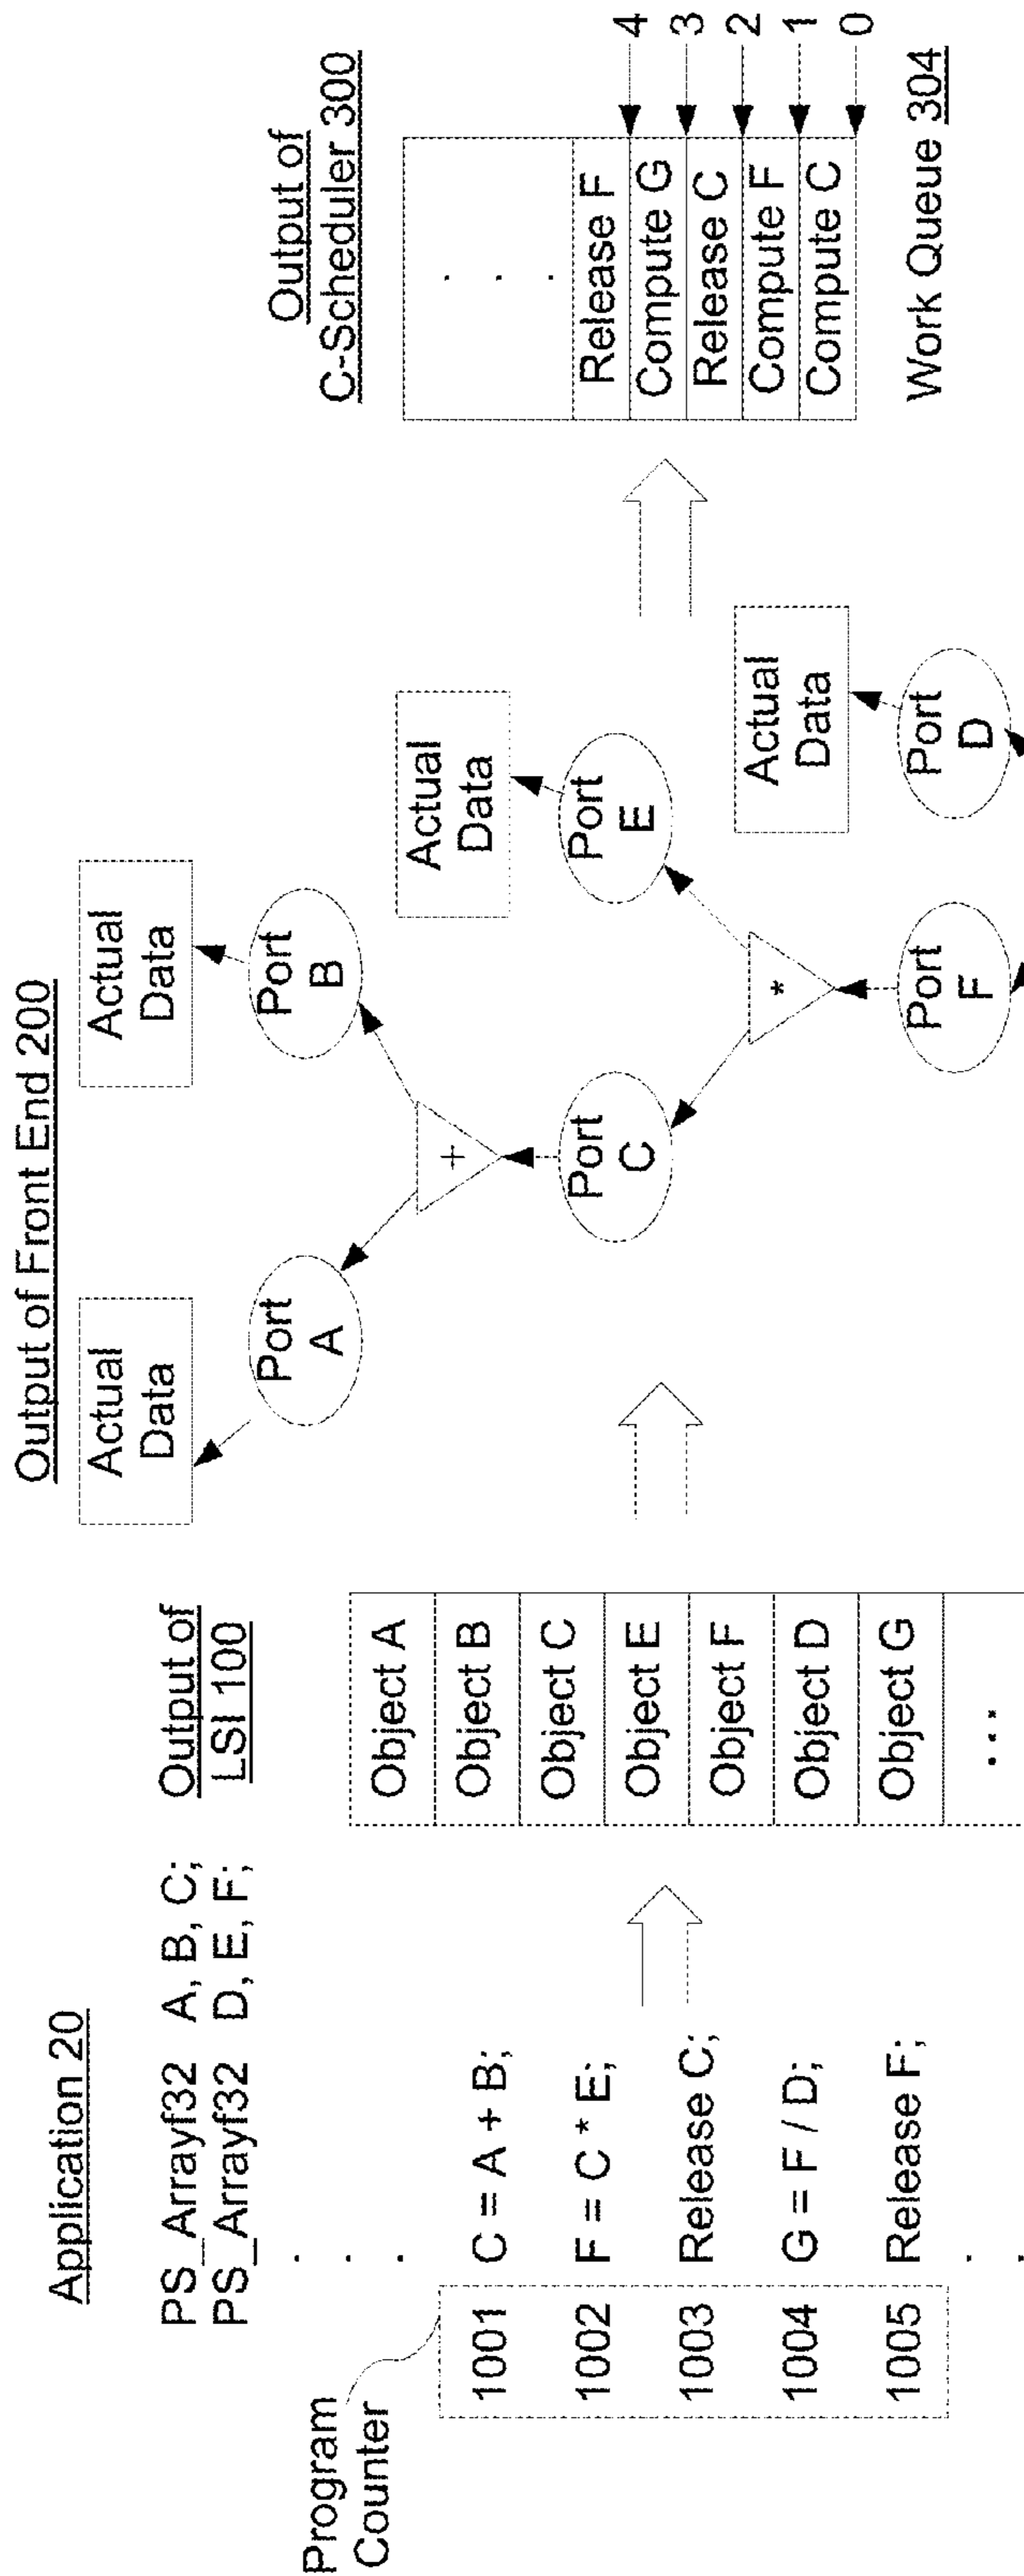 Application 20
PS_Arrayf32 A, B, C;
PS_Arrayf32 D, E, F;
.
.
.
Program
Counter
1001 C = A + B;
1002 F = C * E;
1003 Release C;
1004 G = F / D;
1005 Release F;
.
.
Output of
LSI 100
Object A
Object B
Object C
Object E
Object F
Object D
Object G
...
Output of Front End 200
Actual
Data
Actual
Data
Port
A
Port
B
+
Actual
Data
Port
C
Port
E
*
Actual
Data
Port
F
Port
D
Output of
C-Scheduler 300
.
.
.
Release F
Compute G
Release C
Compute F
Compute C
4
3
2
1
0
Work Queue 304